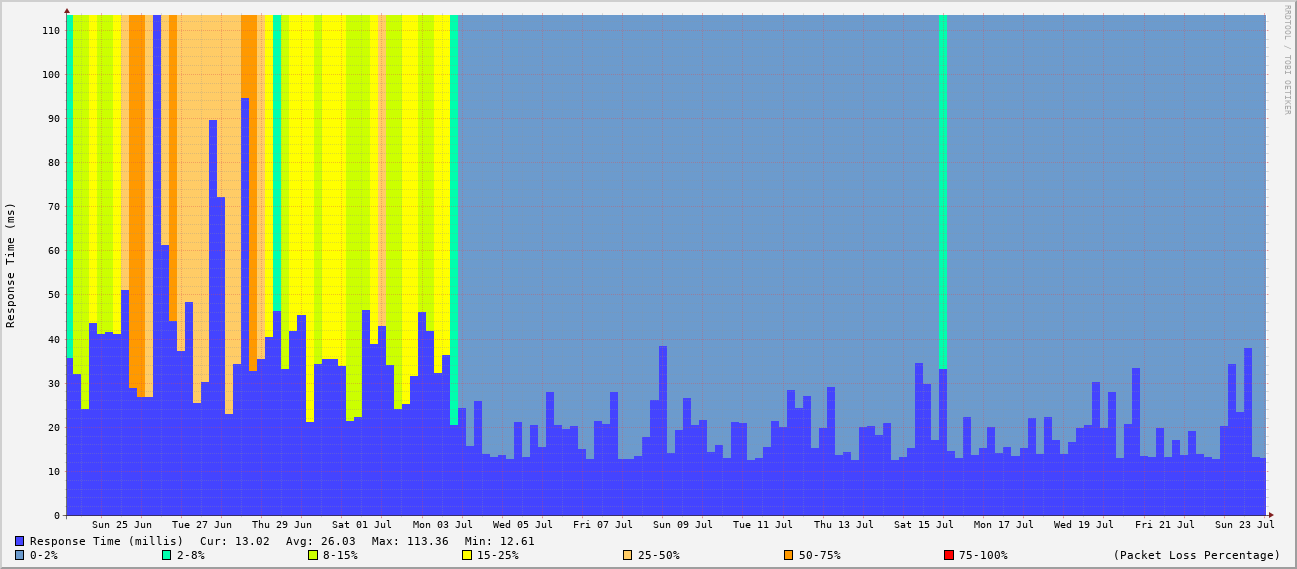 RRDTOOL / TOBI OETIKER
Response Time (ms)
110
100
90
80
70
60
50
40
30
20
10
0
Sun 25 Jun Tue 27 Jun Thu 29 Jun Sat 01 Jul Mon 03 Jul Wed 05 Jul Fri 07 Jul Sun 09 Jul Tue 11 Jul Thu 13 Jul Sat 15 Jul Mon 17 Jul Wed 19 Jul Fri 21 Jul Sun 23 Jul
Response Time (millis) Cur: 13.02 Avg: 26.03 Max: 113.36 Min: 12.61
0-2% 2-8% 8-15% 15-25% 25-50% 50-75% 75-100% (Packet Loss Percentage)